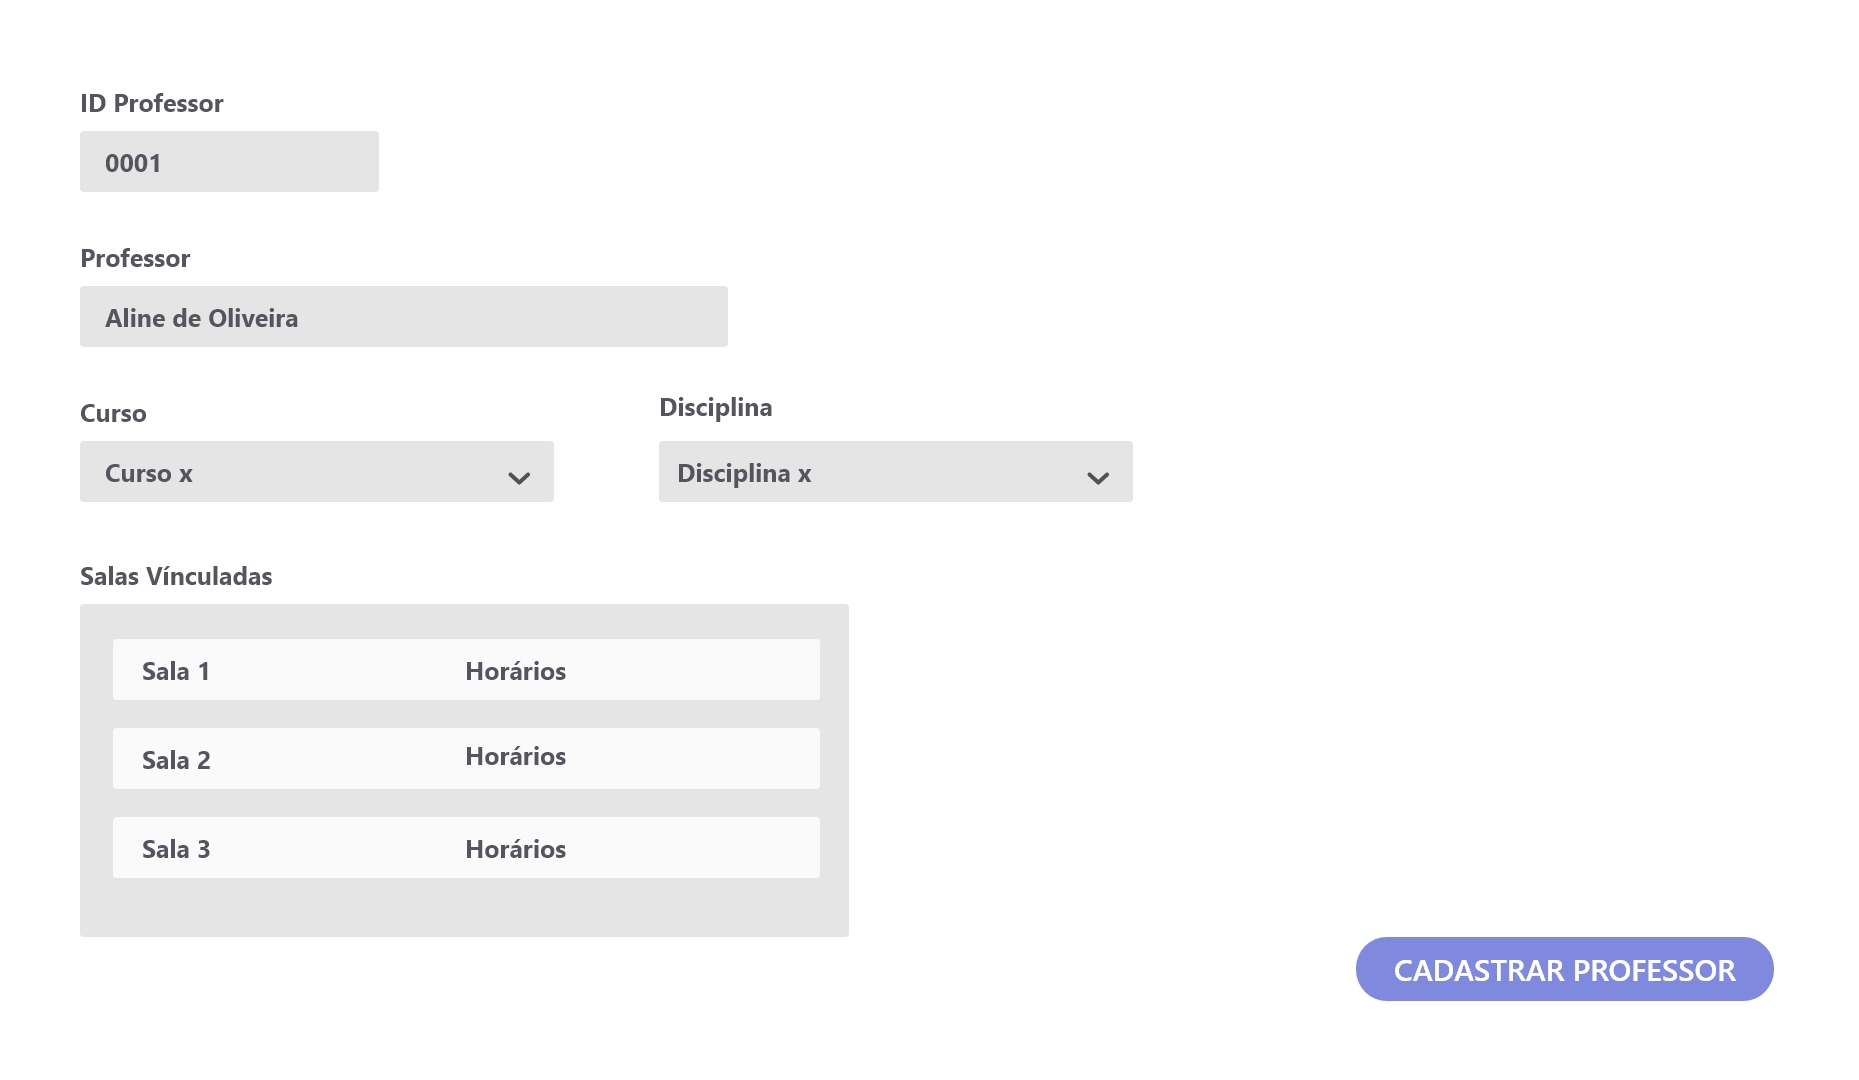 ID Professor
0001
Professor
Aline de Oliveira
Curso
Disciplina
Curso x
Disciplina x
Salas Vínculadas
Sala 1 Horários
Sala 2 Horários
Sala 3 Horários
CADASTRAR PROFESSOR